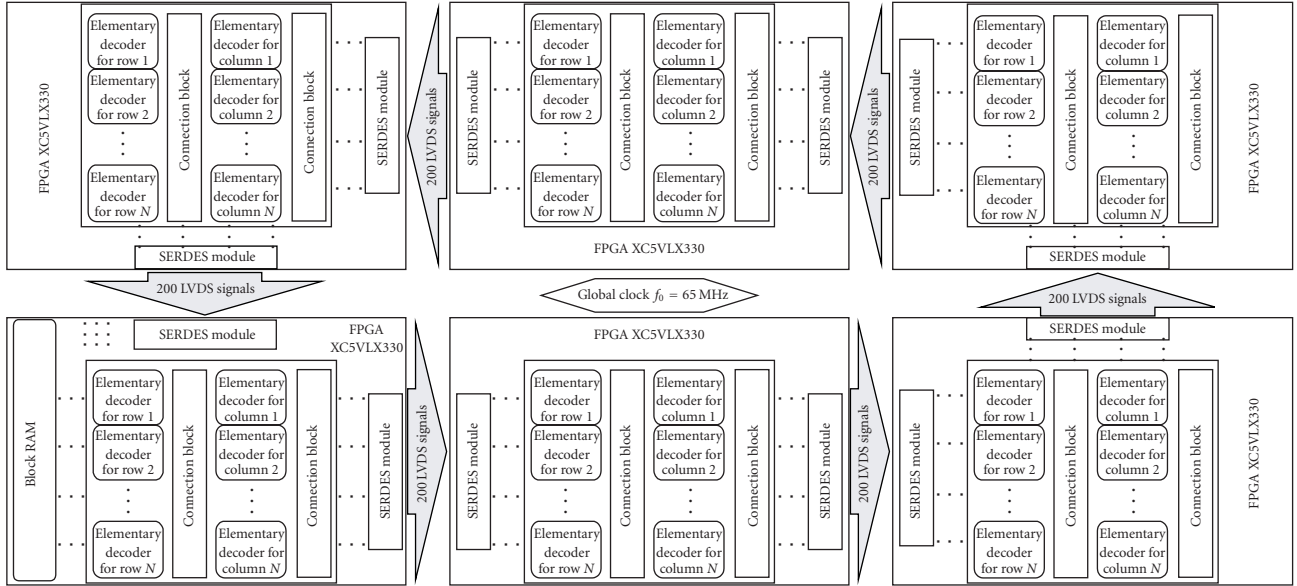 FPGA XC5VLX330
Elementary
decoder
for row 1
Elementary
decoder
for row 2
Elementary
decoder
for row N
Connection block
Elementary
decoder for
column 1
Elementary
decoder for
column 2
Elementary
decoder for
column N
Connection block
SERDES module
SERDES module
200 LVDS signals
SERDES module
Elementary
decoder
for row 1
Elementary
decoder
for row 2
Elementary
decoder
for row N
Connection block
Elementary
decoder for
column 1
Elementary
decoder for
column 2
Elementary
decoder for
column N
Connection block
SERDES module
FPGA XC5VLX330
200 LVDS signals
SERDES module
Elementary
decoder
for row 1
Elementary
decoder
for row 2
Elementary
decoder
for row N
Connection block
Elementary
decoder for
column 1
Elementary
decoder for
column 2
Elementary
decoder for
column N
Connection block
FPGA XC5VLX330
SERDES module
200 LVDS signals
Global clock f0 = 65 MHz
200 LVDS signals
Block RAM
SERDES module
FPGA
XC5VLX330
Elementary
decoder
for row 1
Elementary
decoder
for row 2
Elementary
decoder
for row N
Connection block
Elementary
decoder for
column 1
Elementary
decoder for
column 2
Elementary
decoder for
column N
Connection block
SERDES module
200 LVDS signals
FPGA XC5VLX330
SERDES module
Elementary
decoder
for row 1
Elementary
decoder
for row 2
Elementary
decoder
for row N
Connection block
Elementary
decoder for
column 1
Elementary
decoder for
column 2
Elementary
decoder for
column N
Connection block
SERDES module
200 LVDS signals
SERDES module
SERDES module
Elementary
decoder
for row 1
Elementary
decoder
for row 2
Elementary
decoder
for row N
Connection block
Elementary
decoder for
column 1
Elementary
decoder for
column 2
Elementary
decoder for
column N
Connection block
FPGA XC5VLX330